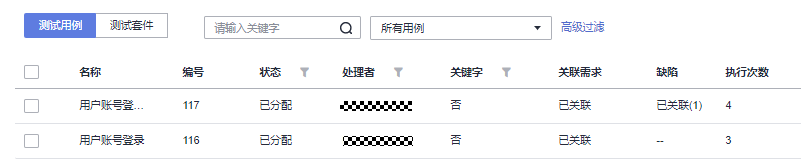 测试用例 测试套件 请输入关键字 所有用例 高级过滤
名称 编号 状态 处理者 关键字 关联需求 缺陷 执行次数
用户账号登... 117 已分配 否 已关联 已关联(1) 4
用户账号登录 116 已分配 否 已关联 -- 3